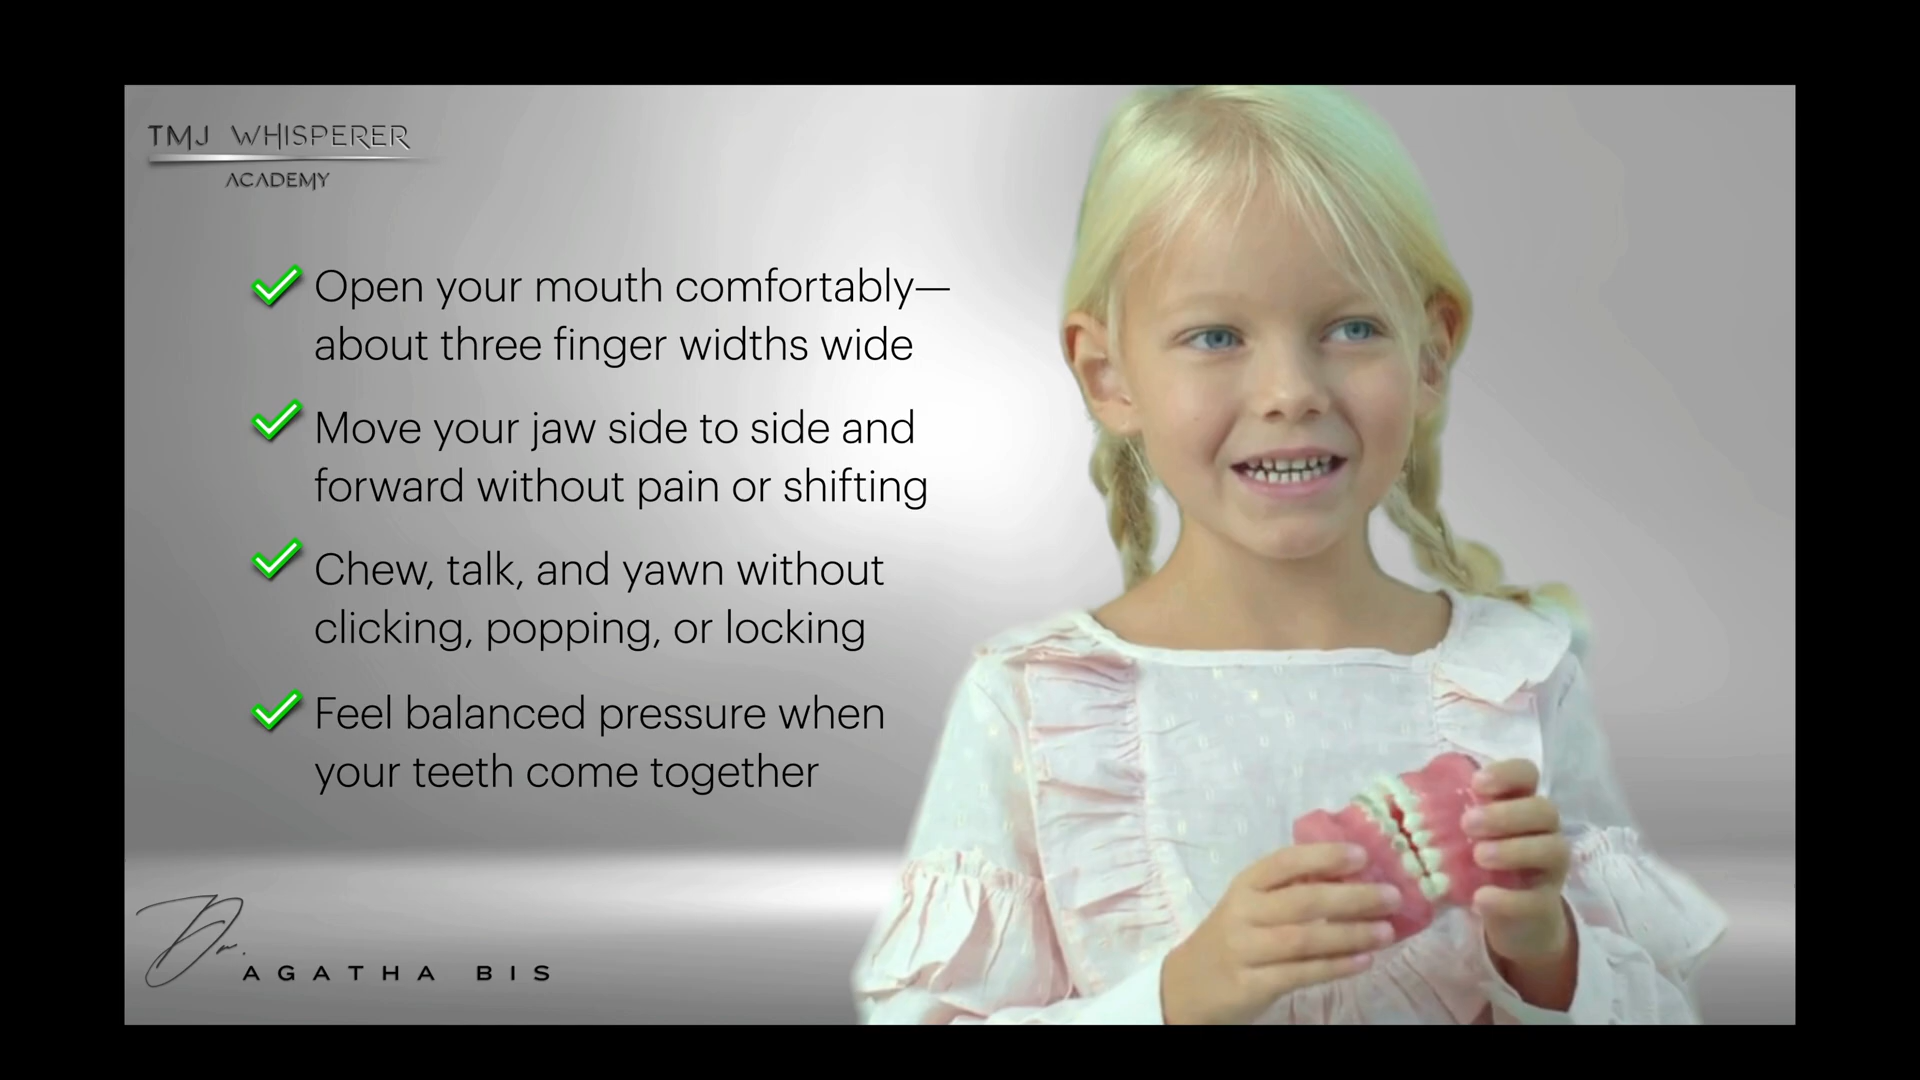 TMJ WHISPERER
ACADEMY
Open your mouth comfortably—
about three finger widths wide
Move your jaw side to side and
forward without pain or shifting
Chew, talk, and yawn without
clicking, popping, or locking
Feel balanced pressure when
your teeth come together
Dr.
AGATHA BIS